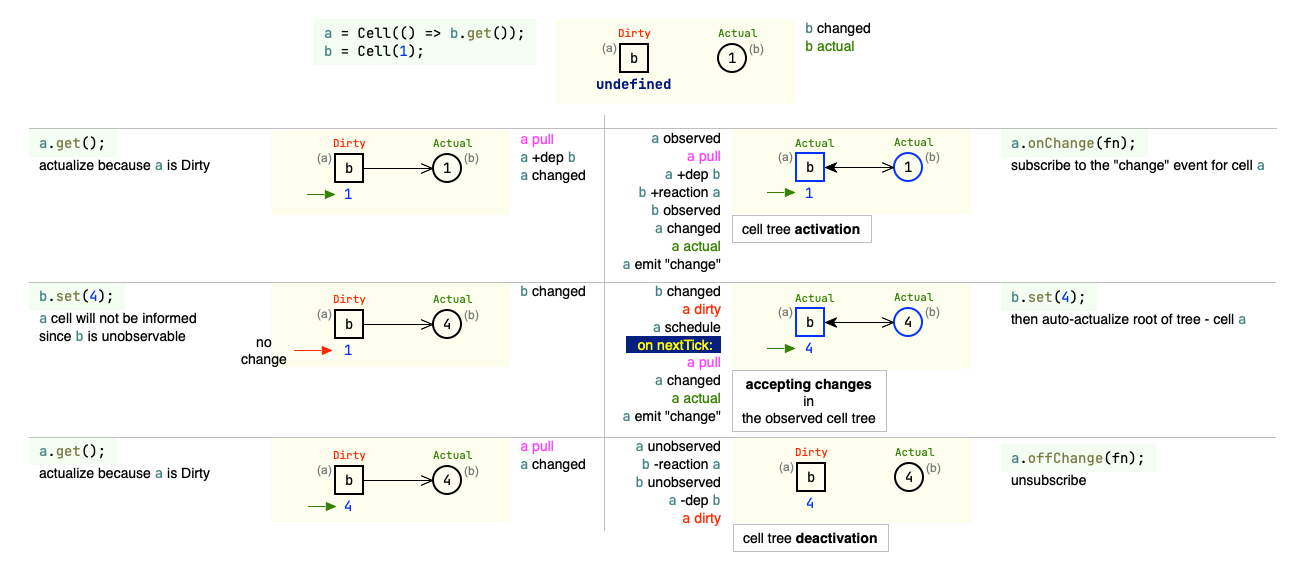 a = Cell(() => b.get());
b = Cell(1);
Dirty
Actual
(a)
b
1
(b)
undefined
b changed
b actual
a.get();
actualize because a is Dirty
Dirty
Actual
(a)
b
1
(b)
1
a pull
a +dep b
a changed
a observed
a pull
a +dep b
b +reaction a
b observed
a changed
a actual
a emit "change"
Actual
Actual
(a)
b
1
(b)
1
cell tree activation
a.onChange(fn);
subscribe to the "change" event for cell a
b.set(4);
a cell will not be informed
since b is unobservable
Dirty
Actual
(a)
b
4
(b)
no
change
1
b changed
b changed
a dirty
a schedule
on nextTick:
a pull
a changed
a actual
a emit "change"
Actual
Actual
(a)
b
4
(b)
4
accepting changes
in
the observed cell tree
b.set(4);
then auto-actualize root of tree - cell a
a.get();
actualize because a is Dirty
Dirty
Actual
(a)
b
4
(b)
4
a pull
a changed
a unobserved
b -reaction a
b unobserved
a -dep b
a dirty
Dirty
Actual
(a)
b
4
(b)
4
cell tree deactivation
a.offChange(fn);
unsubscribe